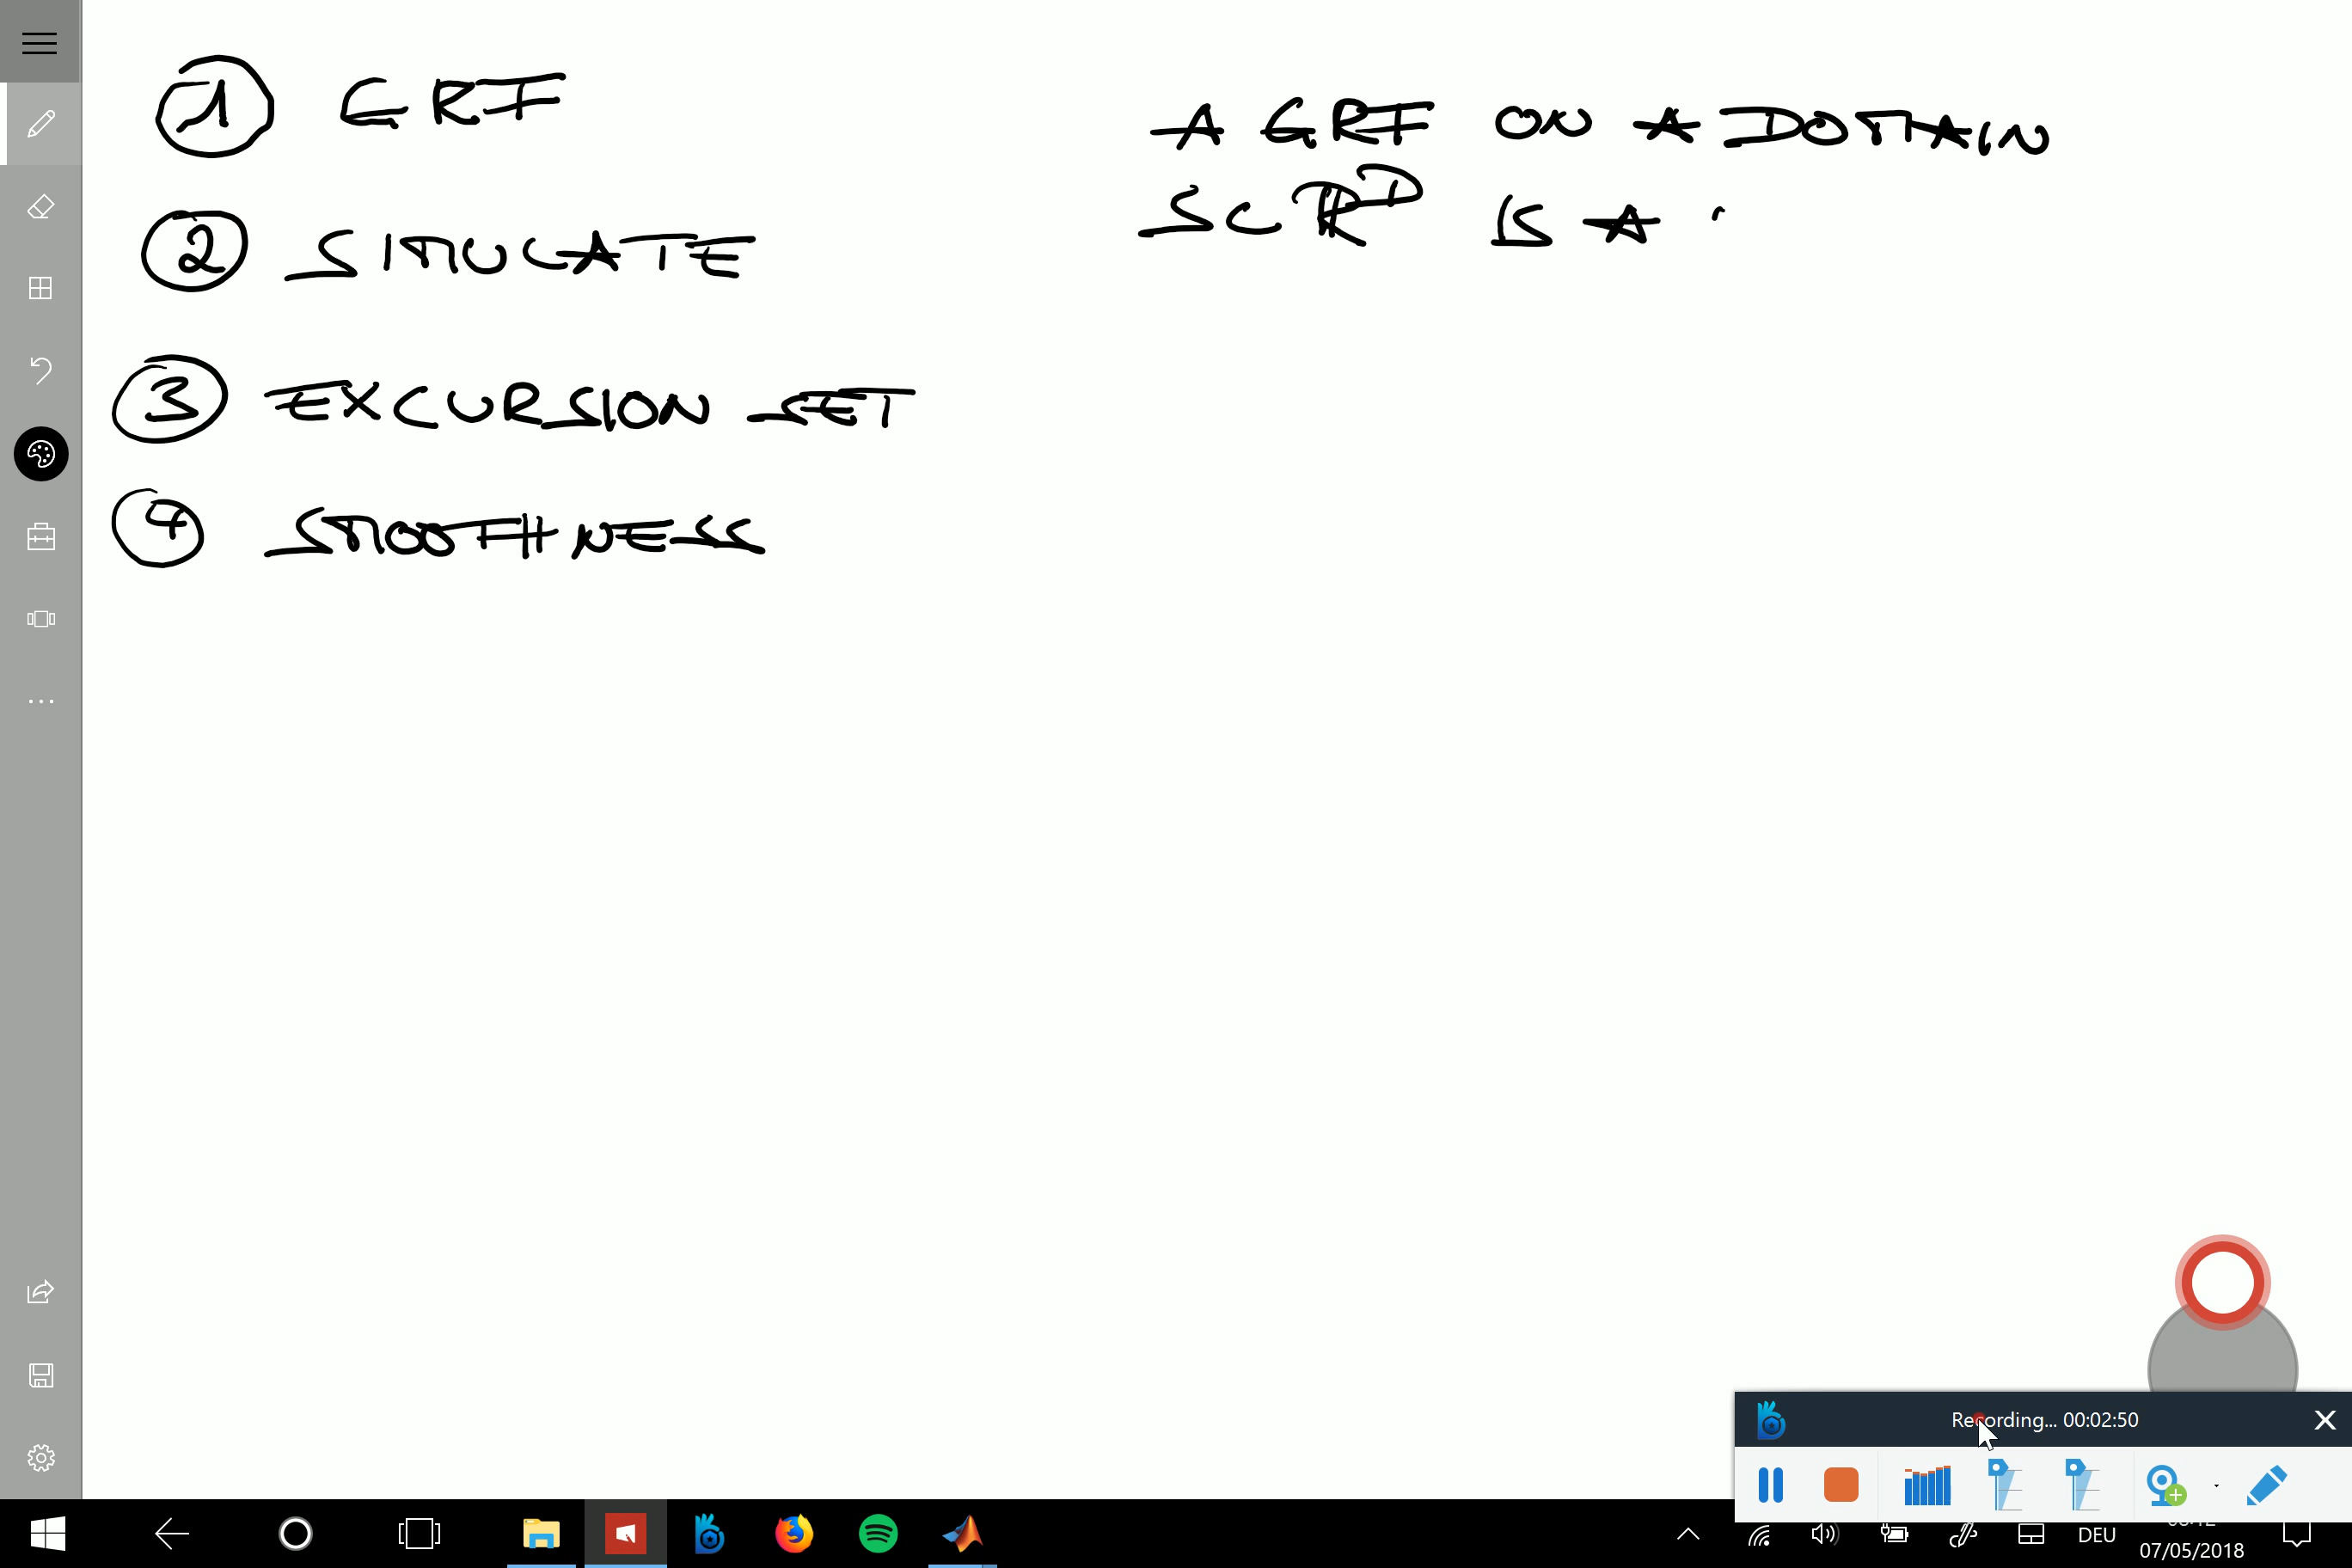 ① GRF
② SIMULATE
③ EXCURSION SET
④ SMOOTHNESS
A GRF ON A DOMAIN
S⊂ℝᴰ IS A
Recording... 00:02:50
DEU
07/05/2018